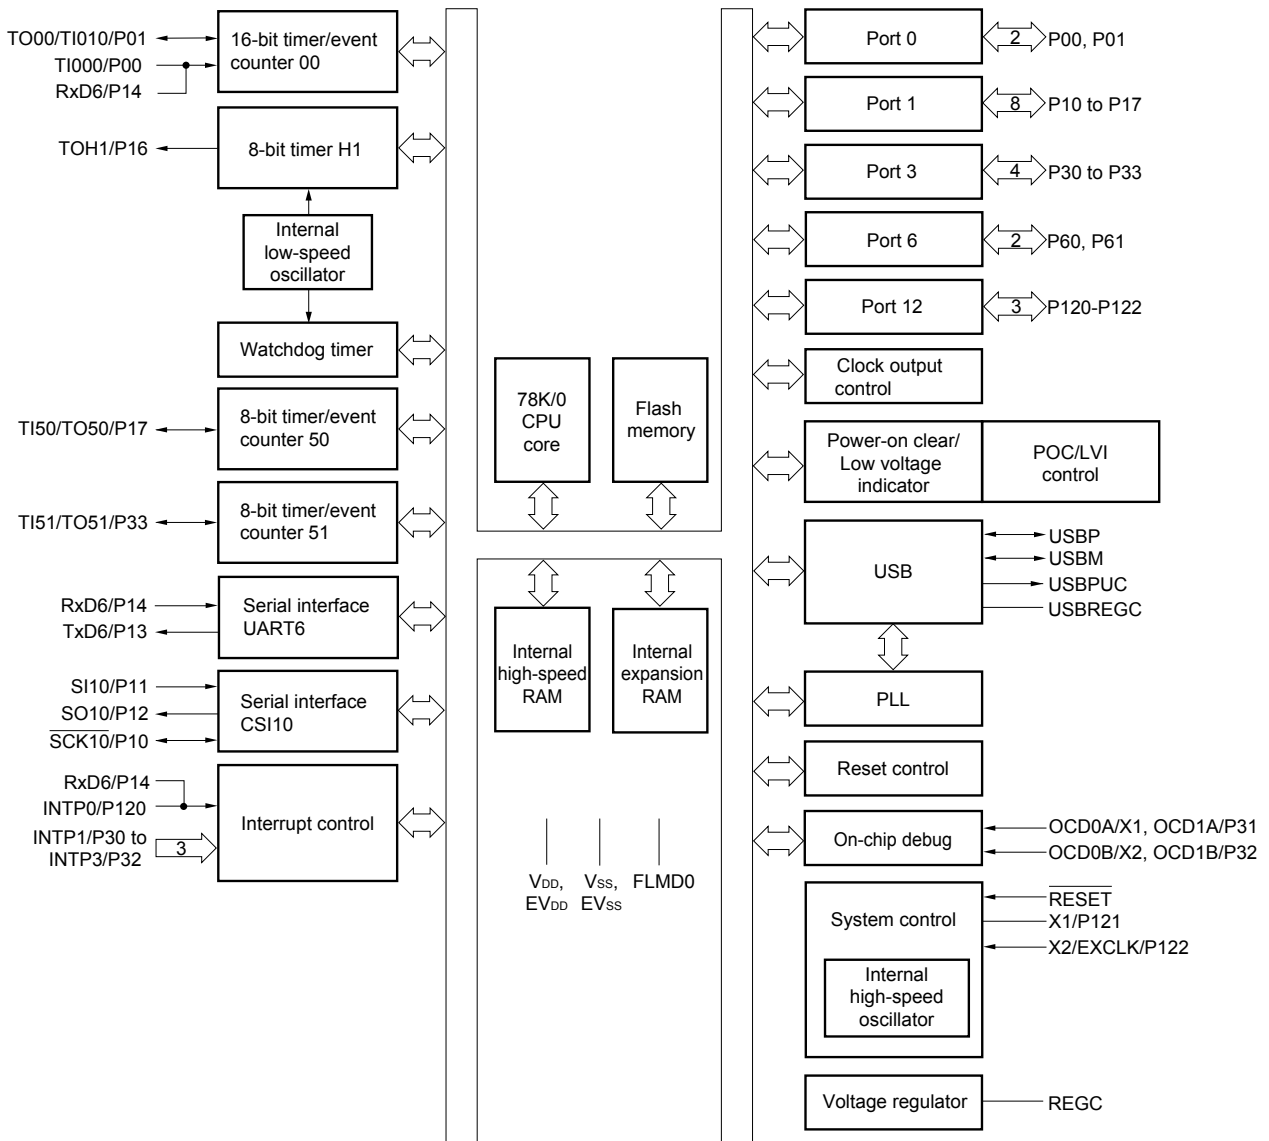 TO00/TI010/P01
TI000/P00
RxD6/P14
16-bit timer/event
counter 00
TOH1/P16
8-bit timer H1
Internal
low-speed
oscillator
Watchdog timer
TI50/TO50/P17
8-bit timer/event
counter 50
TI51/TO51/P33
8-bit timer/event
counter 51
RxD6/P14
TxD6/P13
Serial interface
UART6
SI10/P11
SO10/P12
SCK10/P10
Serial interface
CSI10
RxD6/P14
INTP0/P120
INTP1/P30 to
INTP3/P32
3
Interrupt control
78K/0
CPU
core
Flash
memory
Internal
high-speed
RAM
Internal
expansion
RAM
VDD,
EVDD
VSS,
EVSS
FLMD0
Port 0
2
P00, P01
Port 1
8
P10 to P17
Port 3
4
P30 to P33
Port 6
2
P60, P61
Port 12
3
P120-P122
Clock output
control
Power-on clear/
Low voltage
indicator
POC/LVI
control
USB
USBP
USBM
USBPUC
USBREGC
PLL
Reset control
On-chip debug
OCD0A/X1, OCD1A/P31
OCD0B/X2, OCD1B/P32
System control
RESET
X1/P121
X2/EXCLK/P122
Internal
high-speed
oscillator
Voltage regulator
REGC